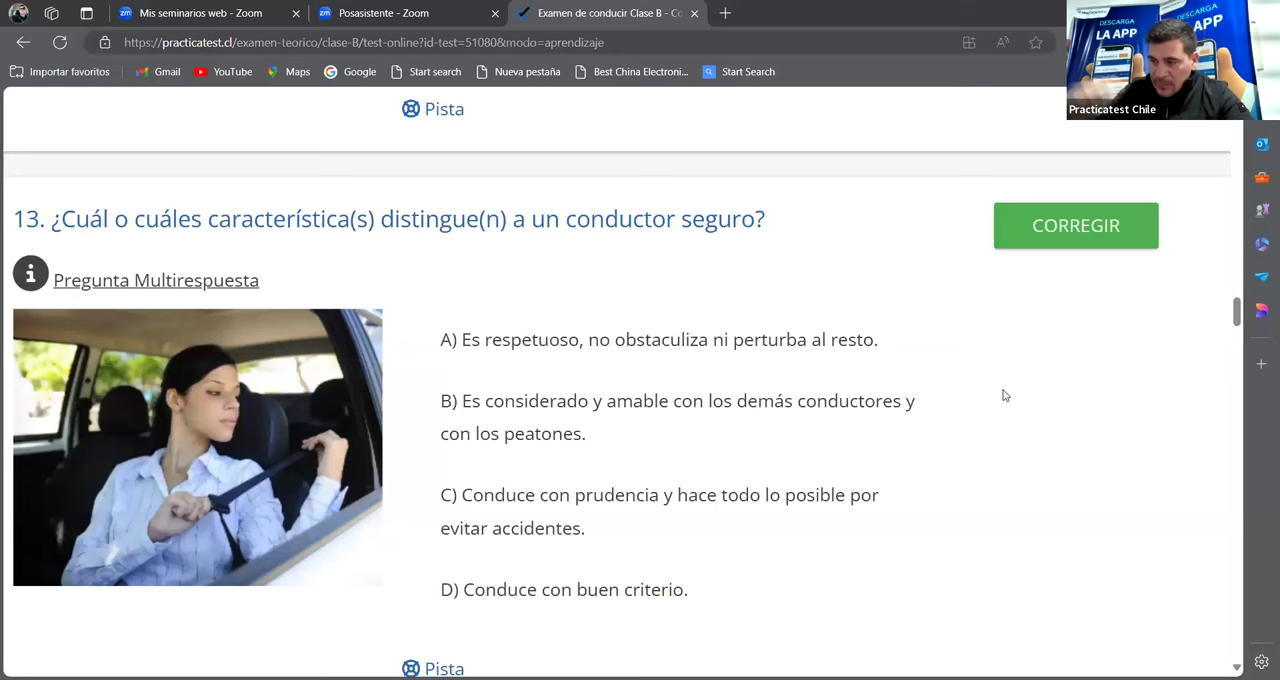 Mis seminarios web - Zoom
Posasistente - Zoom
Examen de conducir Clase B - Co
https://practicatest.cl/examen-teorico/clase-B/test-online?id-test=51080&modo=aprendizaje
Importar favoritos
Gmail
YouTube
Maps
Google
Start search
Nueva pestaña
Best China Electroni...
Start Search
DESCARGA
LA APP
DESCARGA
APP
Practicatest Chile
Pista
13. ¿Cuál o cuáles característica(s) distingue(n) a un conductor seguro?
CORREGIR
Pregunta Multirespuesta
A) Es respetuoso, no obstaculiza ni perturba al resto.
B) Es considerado y amable con los demás conductores y
con los peatones.
C) Conduce con prudencia y hace todo lo posible por
evitar accidentes.
D) Conduce con buen criterio.
Pista